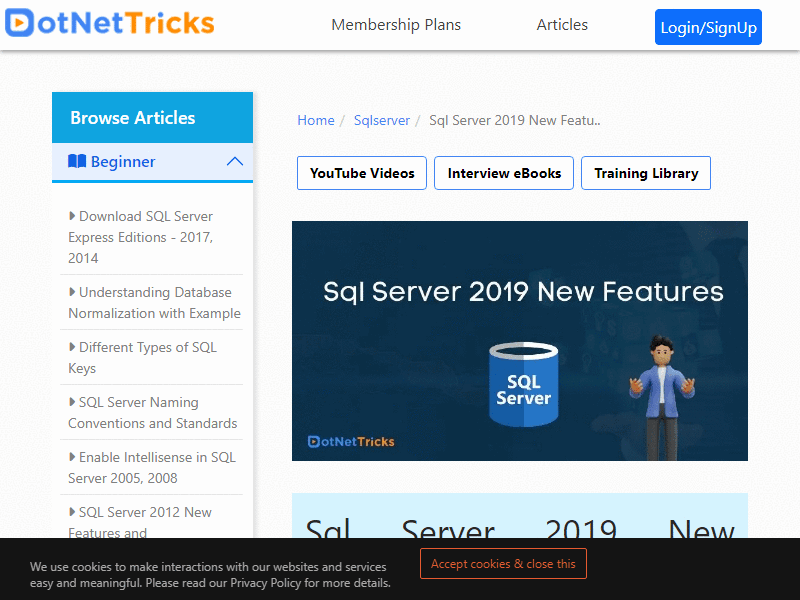 DotNetTricks
Membership Plans
Articles
Login/SignUp
Browse Articles
Beginner
Download SQL Server
Express Editions - 2017,
2014
Understanding Database
Normalization with Example
Different Types of SQL
Keys
SQL Server Naming
Conventions and Standards
Enable Intellisense in SQL
Server 2005, 2008
SQL Server 2012 New
Features and
Home / Sqlserver / Sql Server 2019 New Featu..
YouTube Videos
Interview eBooks
Training Library
Sql Server 2019 New Features
SQL
Server
DotNetTricks
Sql Server 2019 New
We use cookies to make interactions with our websites and services
easy and meaningful. Please read our Privacy Policy for more details.
Accept cookies & close this